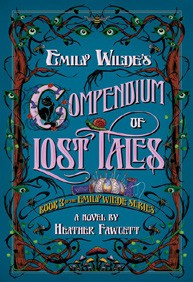 EMILY WILDE'S
COMPENDIUM
OF
LOST TALES
BOOK 3 OF THE EMILY WILDE SERIES
A NOVEL BY
HEATHER FAWCETT